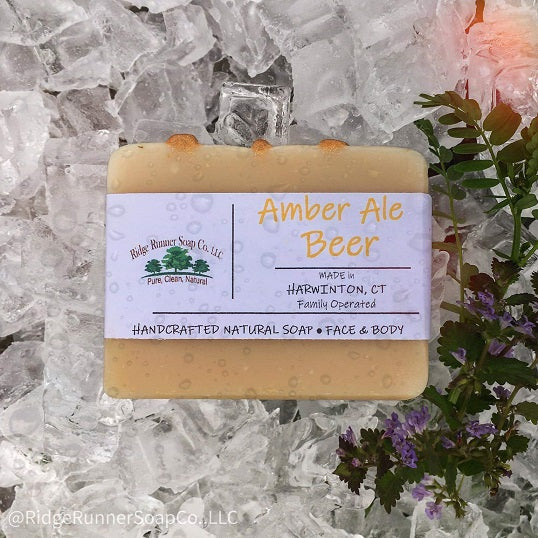 Amber Ale
Beer
Ridge Runner Soap Co. LLC
Pure, Clean, Natural
MADE in
HARWINTON, CT
Family Operated
HANDCRAFTED NATURAL SOAP • FACE & BODY
@RidgeRunnerSoapCo.,LLC